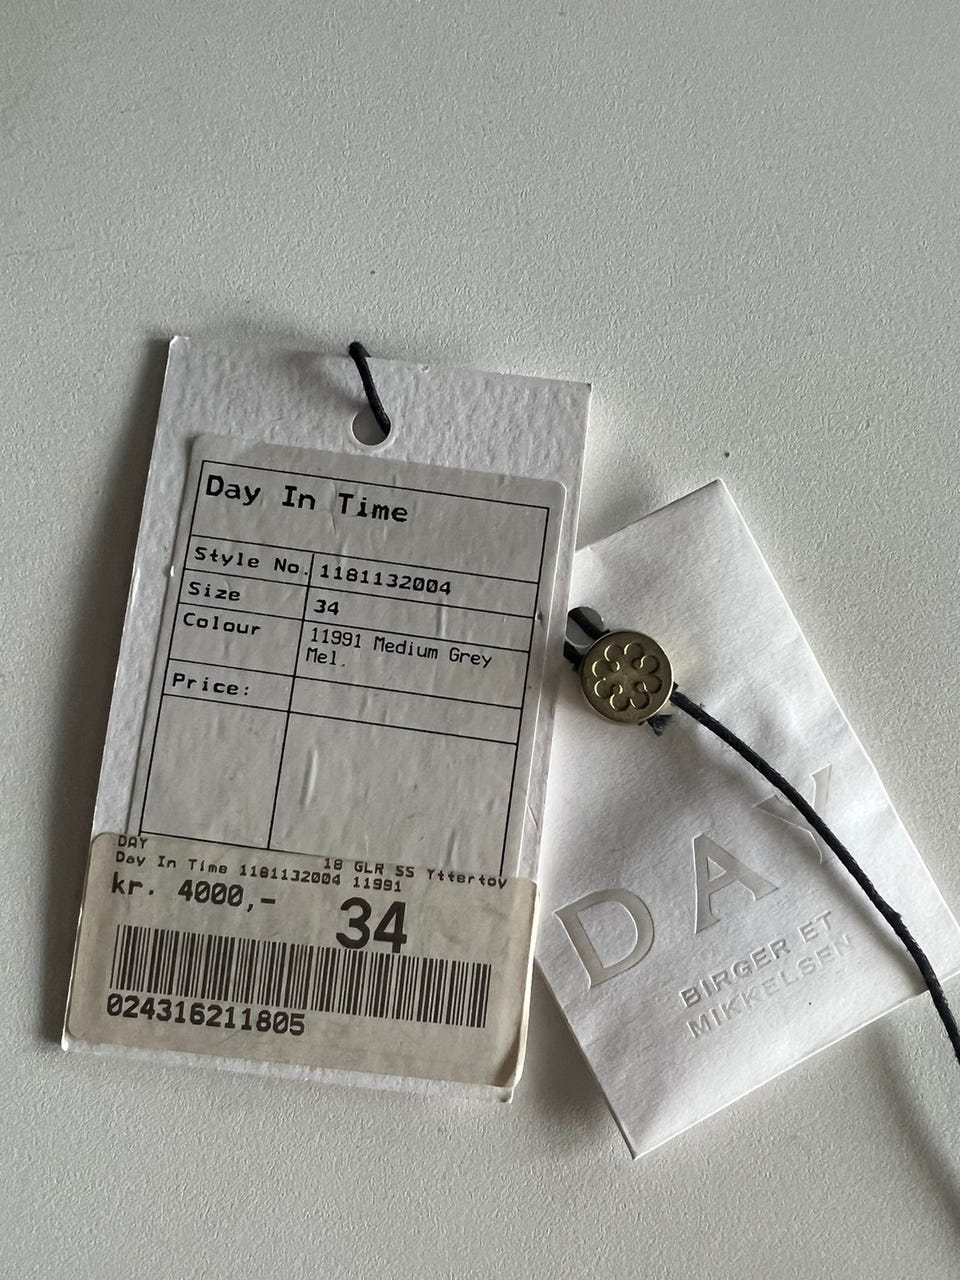 Day In Time
Style No. 1181132004
Size 34
Colour 11991 Medium Grey
Mel.
Price:
DAY 18 GLR SS Yttertöy
Day In Time 1181132004 11991
kr. 4000,- 34
024316211805
DAY
BIRGER ET
MIKKELSEN